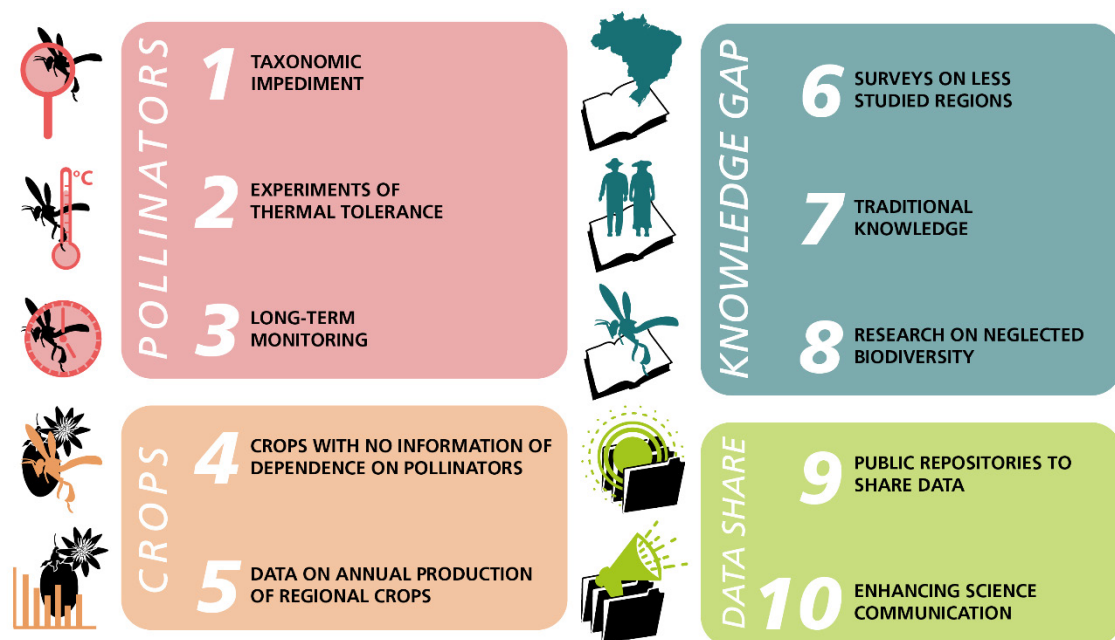 POLLINATORS
1
TAXONOMIC
IMPEDIMENT
2
°C
EXPERIMENTS OF
THERMAL TOLERANCE
3
LONG-TERM
MONITORING
CROPS
4
CROPS WITH NO INFORMATION OF
DEPENDENCE ON POLLINATORS
5
DATA ON ANNUAL PRODUCTION
OF REGIONAL CROPS
KNOWLEDGE GAP
6
SURVEYS ON LESS
STUDIED REGIONS
7
TRADITIONAL
KNOWLEDGE
8
RESEARCH ON NEGLECTED
BIODIVERSITY
DATA SHARE
9
PUBLIC REPOSITORIES TO
SHARE DATA
10
ENHANCING SCIENCE
COMMUNICATION